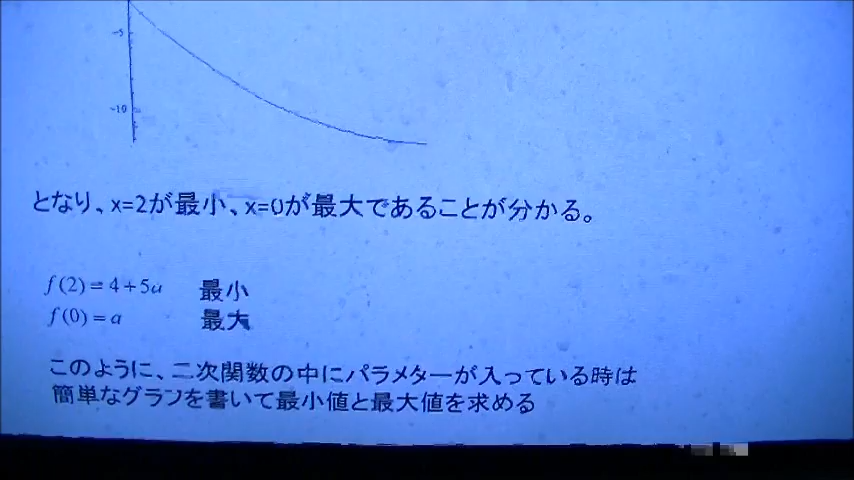 -5
-10
となり、x=2が最小、x=0が最大であることが分かる。
f(2)=4+5a 最小
f(0)=a 最大
このように、二次関数の中にパラメターが入っている時は
簡単なグラフを書いて最小値と最大値を求める